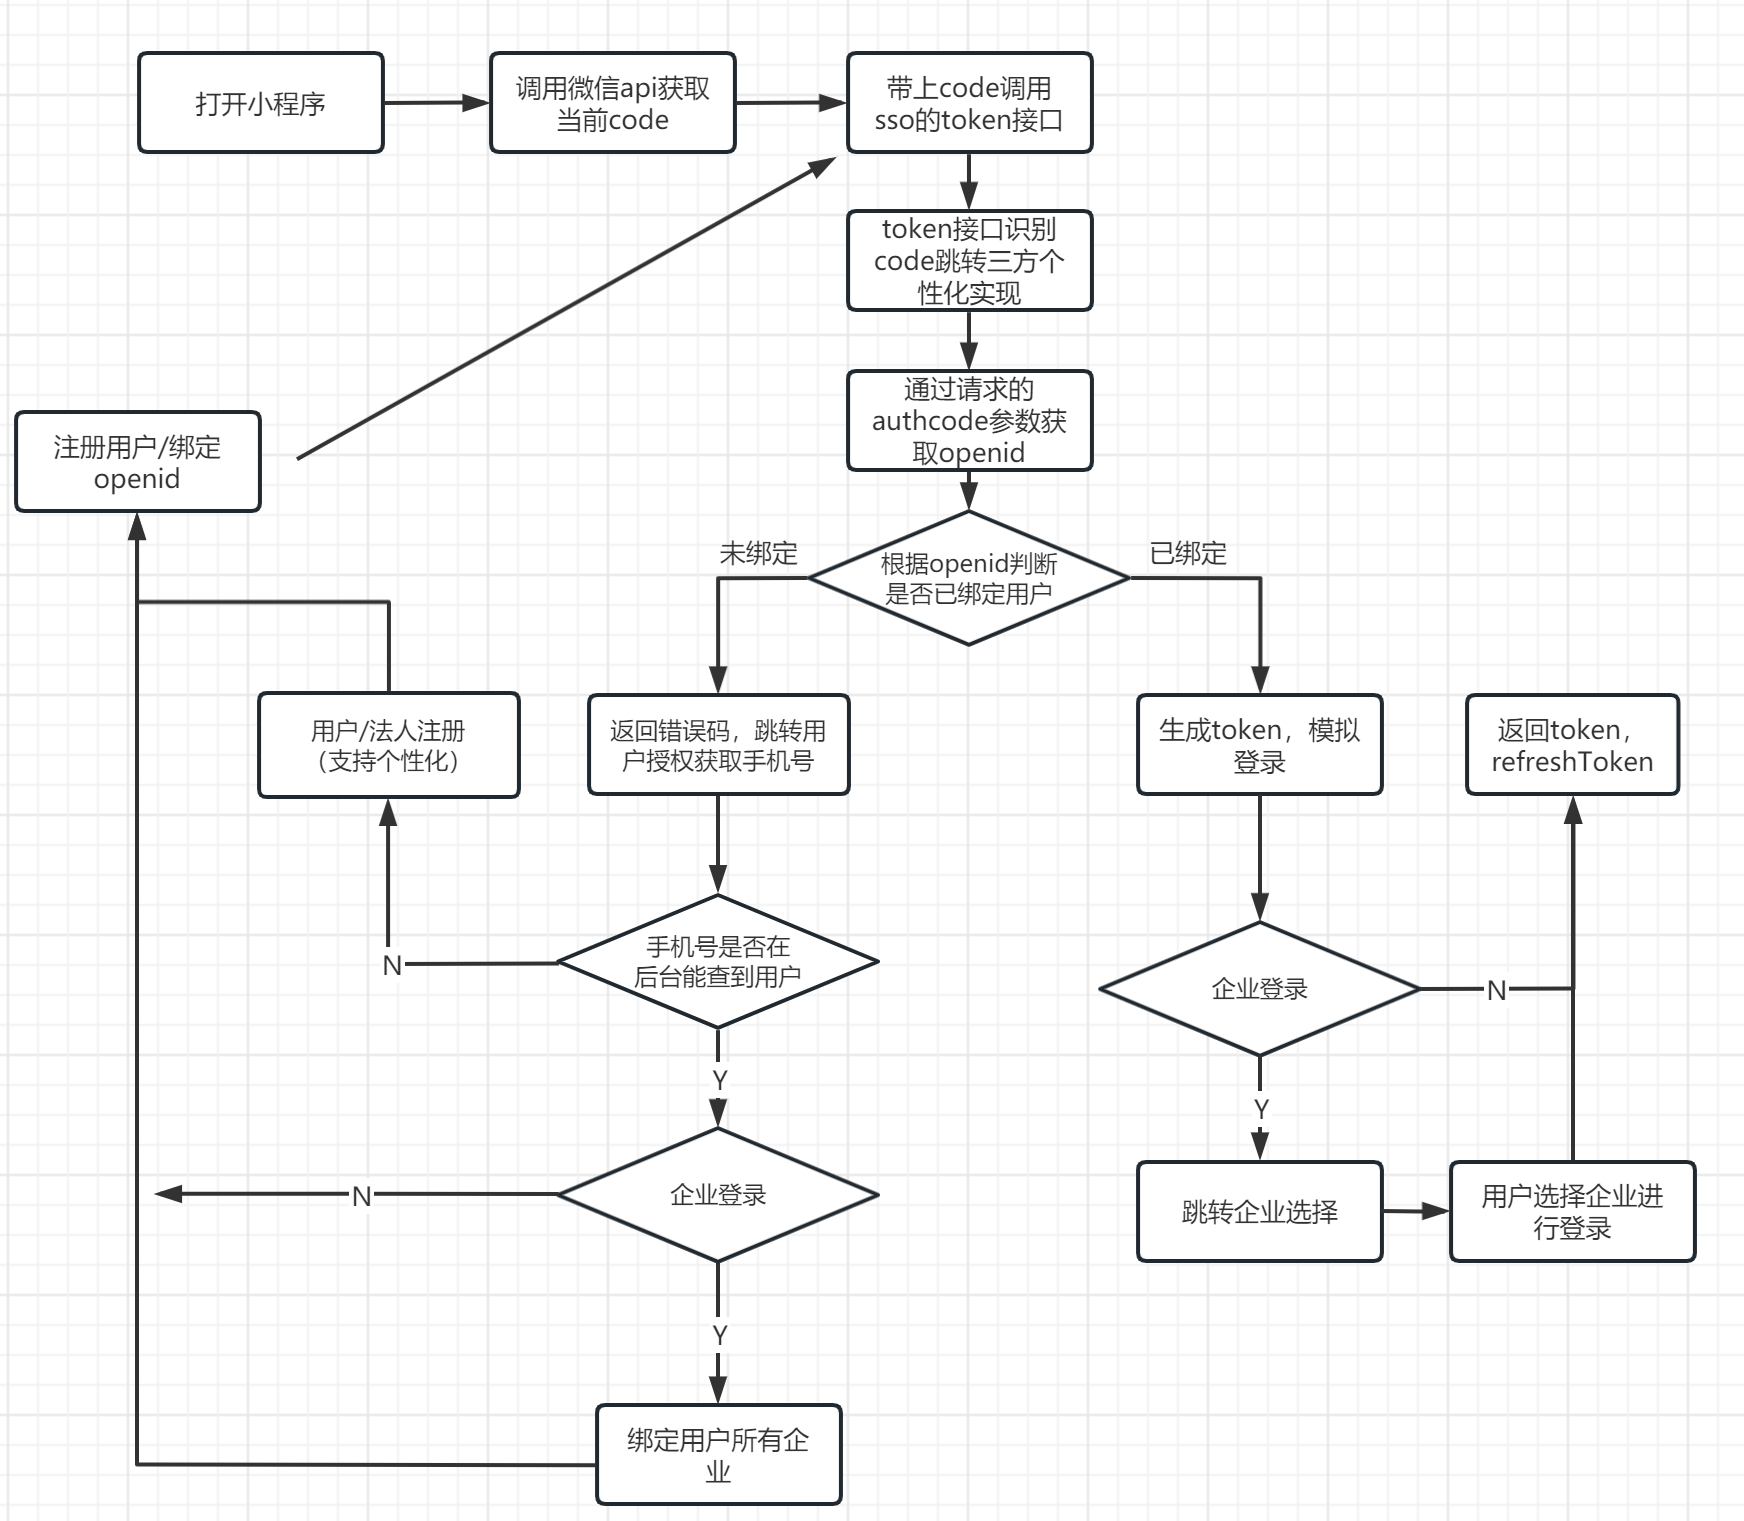 打开小程序
调用微信api获取
当前code
带上code调用
sso的token接口
token接口识别
code跳转三方个
性化实现
通过请求的
authcode参数获
取openid
注册用户/绑定
openid
未绑定
根据openid判断
是否已绑定用户
已绑定
用户/法人注册
（支持个性化）
返回错误码，跳转用
户授权获取手机号
生成token，模拟
登录
返回token，
refreshToken
手机号是否在
后台能查到用户
N
企业登录
N
Y
Y
企业登录
N
跳转企业选择
用户选择企业进
行登录
Y
绑定用户所有企
业